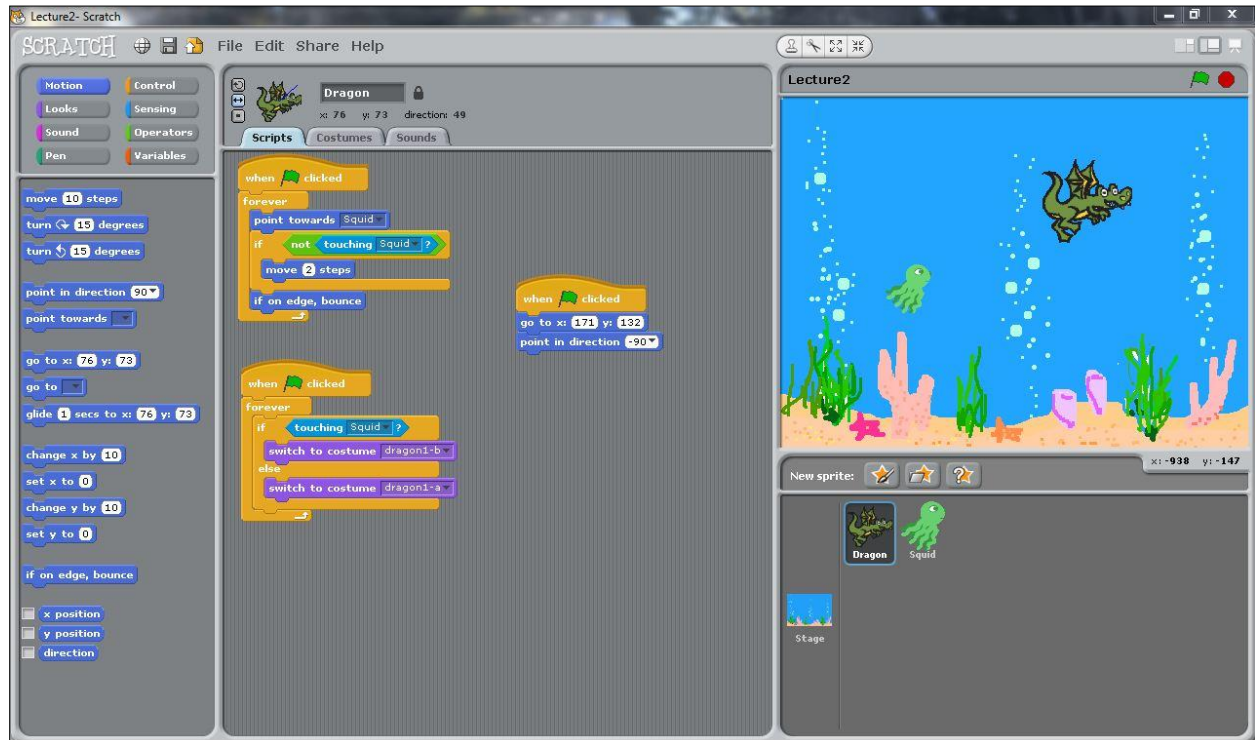 Lecture2- Scratch
SCRATCH File Edit Share Help
Motion Control
Looks Sensing
Sound Operators
Pen Variables
move 10 steps
turn 15 degrees
turn 15 degrees
point in direction 90
point towards
go to x: 76 y: 73
go to
glide 1 secs to x: 76 y: 73
change x by 10
set x to 0
change y by 10
set y to 0
if on edge, bounce
x position
y position
direction
Dragon
x: 76 y: 73 direction: 49
Scripts Costumes Sounds
when clicked
forever
point towards Squid
if not touching Squid ?
move 2 steps
if on edge, bounce
when clicked
forever
if touching Squid ?
switch to costume dragon1-b
else
switch to costume dragon1-a
when clicked
go to x: 171 y: 132
point in direction -90
Lecture2
x: -938 y: -147
New sprite:
Dragon Squid
Stage